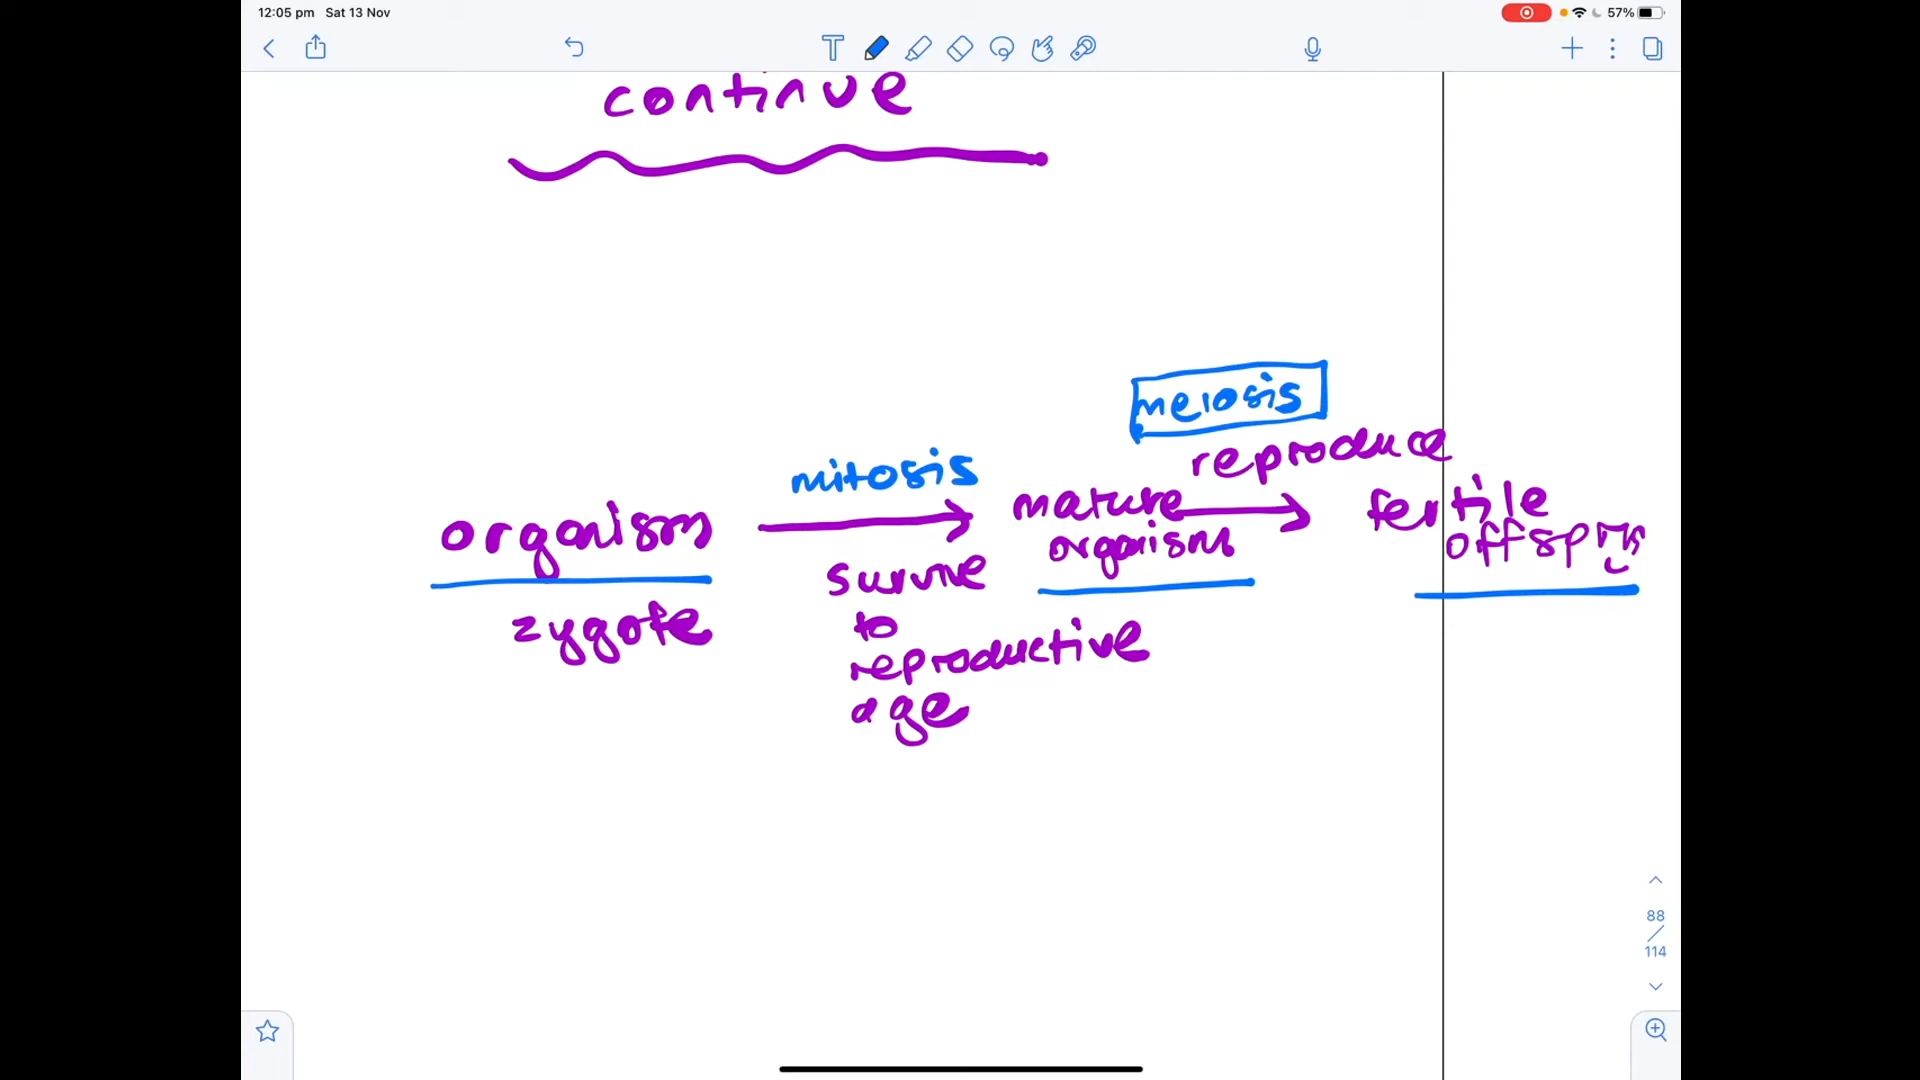 12:05 pm Sat 13 Nov
57%
continue
meiosis
reproduce
mitosis
organism
mature
organism
fertile
offspring
survive
to
reproductive
age
zygote
88
114